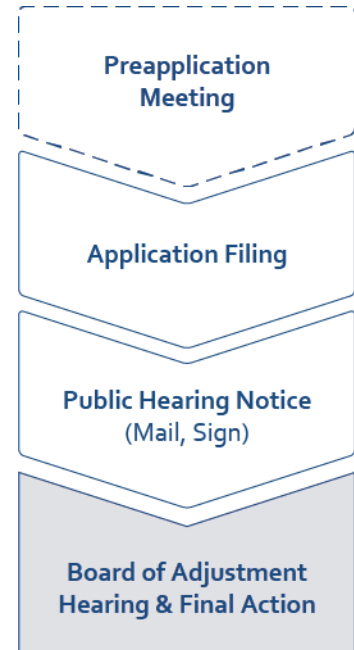 Preapplication
Meeting
Application Filing
Public Hearing Notice
(Mail, Sign)
Board of Adjustment
Hearing & Final Action